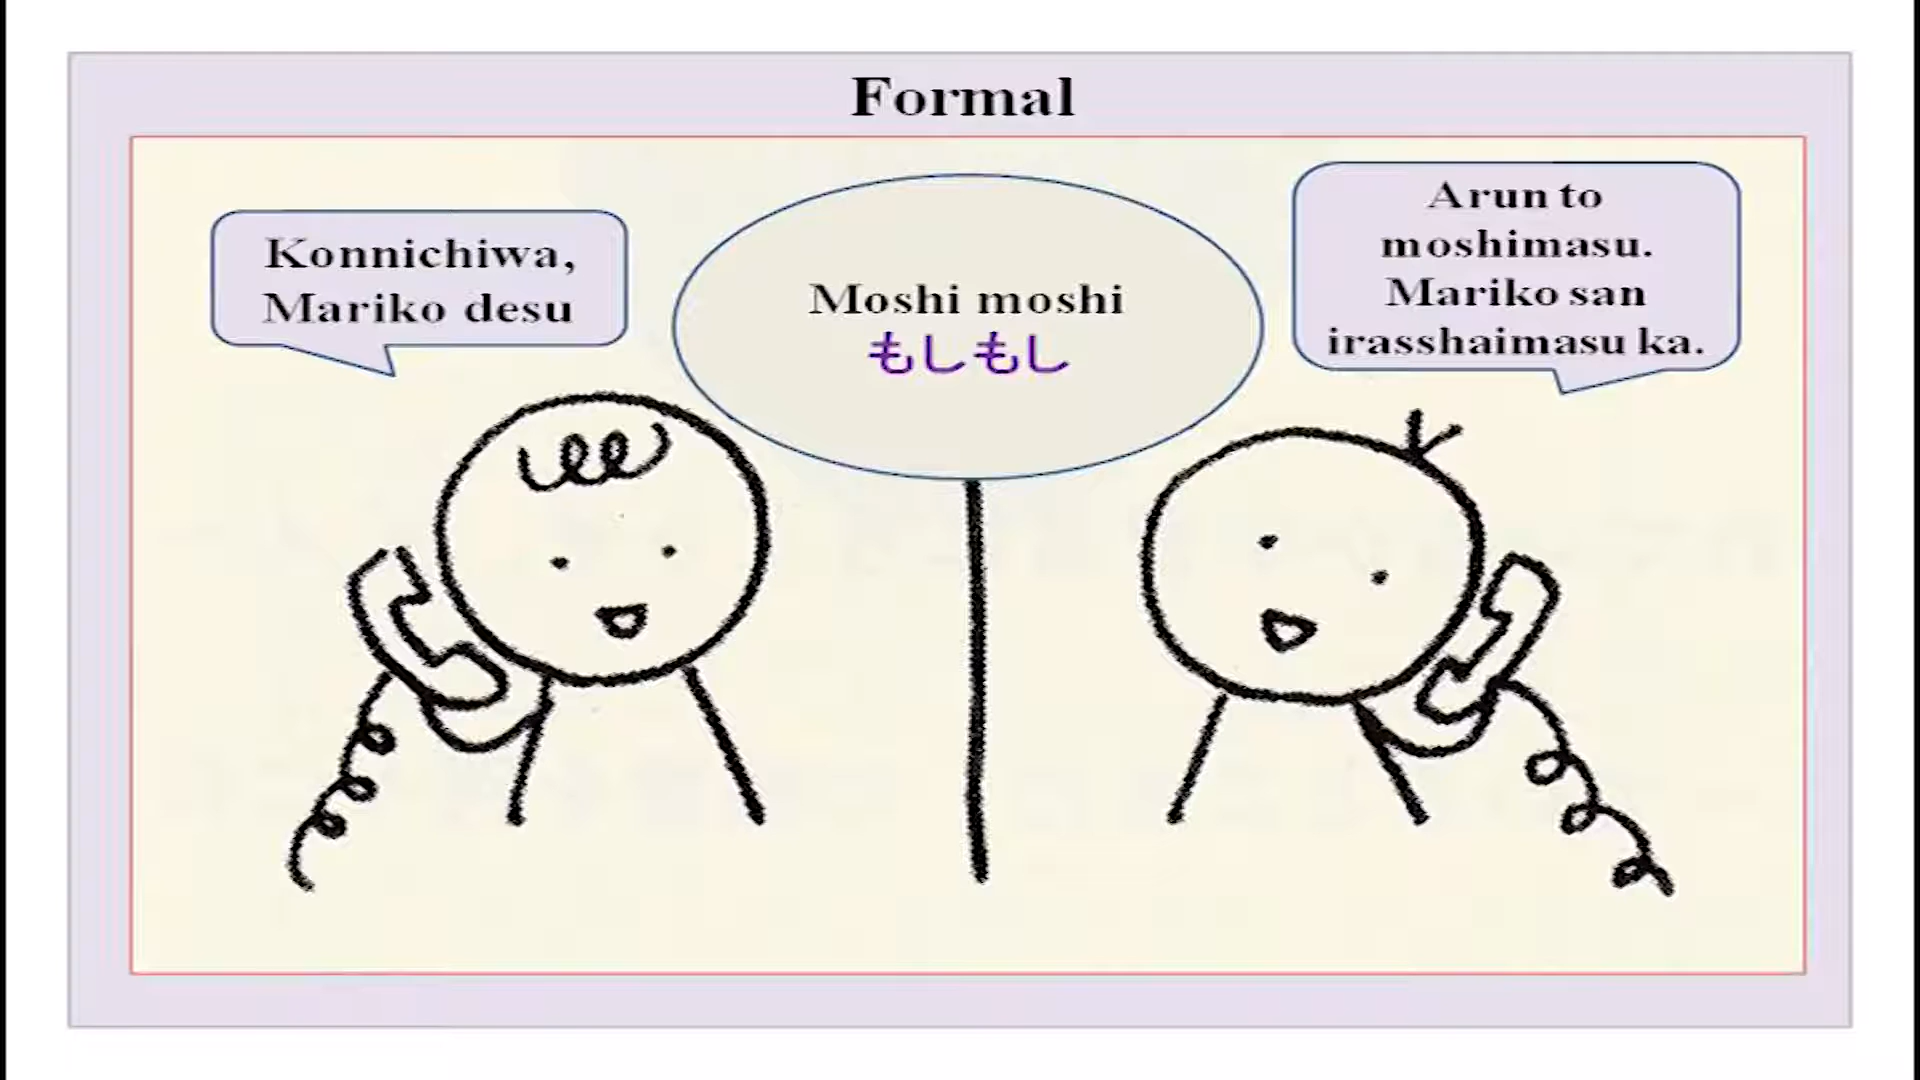 Formal
Konnichiwa,
Mariko desu
Moshi moshi
もしもし
Arun to
moshimasu.
Mariko san
irasshaimasu ka.